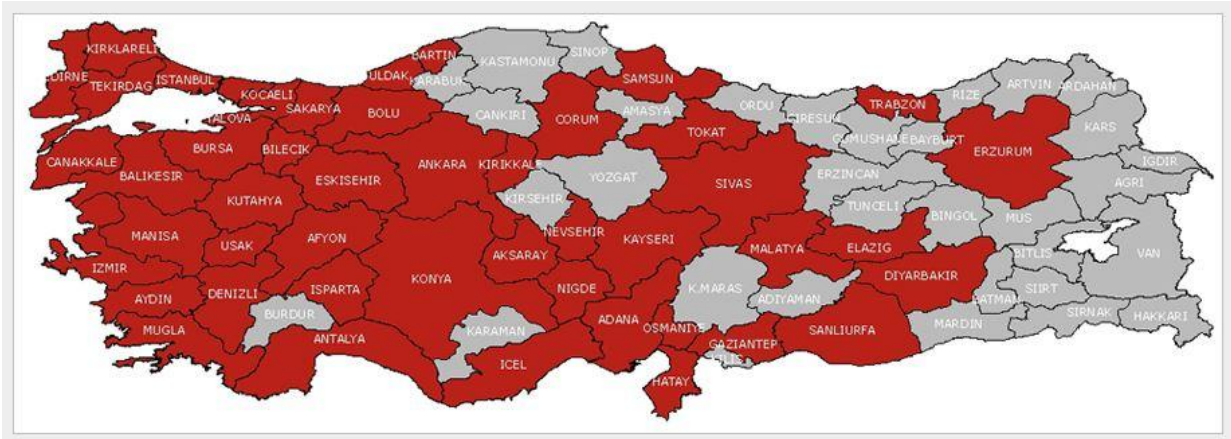 KIRKLARELI
EDIRNE
TEKIRDAG
ISTANBUL
KOCAELI
YALOVA
SAKARYA
BOLU
ULDAK
BARTIN
KARABUK
KASTAMONU
SINOP
SAMSUN
CANKIRI
CORUM
AMASYA
ORDU
GIRESUN
TRABZON
RIZE
ARTVIN
ARDAHAN
GUMUSHANE
BAYBURT
ERZURUM
KARS
IGDIR
AGRI
TOKAT
CANAKKALE
BURSA
BILECIK
BALIKESIR
ESKISEHIR
ANKARA
KIRIKKALE
YOZGAT
SIVAS
ERZINCAN
TUNCELI
BINGOL
MUS
KUTAHYA
KIRSEHIR
MANISA
USAK
AFYON
NEVSEHIR
KAYSERI
MALATYA
ELAZIG
BITLIS
VAN
IZMIR
KONYA
AKSARAY
DIYARBAKIR
AYDIN
DENIZLI
ISPARTA
NIGDE
K.MARAS
ADIYAMAN
BATMAN
SIIRT
MUGLA
BURDUR
ANTALYA
KARAMAN
ADANA
OSMANIYE
GAZIANTEP
SANLIURFA
MARDIN
SIRNAK
HAKKARI
ICEL
KILIS
HATAY